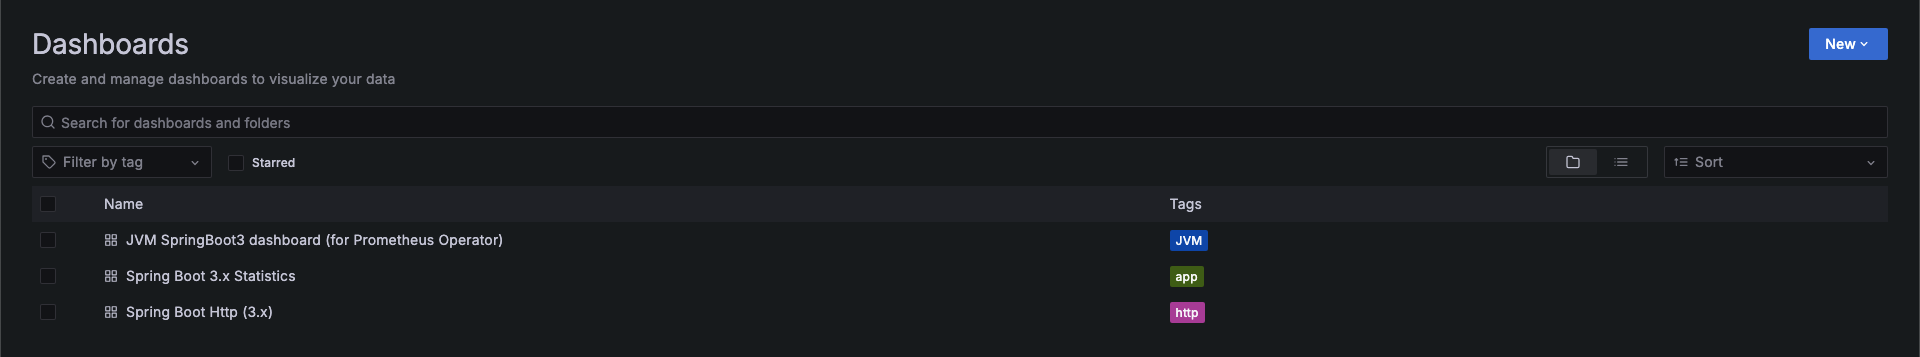 Dashboards
New
Create and manage dashboards to visualize your data
Search for dashboards and folders
Filter by tag
Starred
Sort
Name
Tags
JVM SpringBoot3 dashboard (for Prometheus Operator)
JVM
Spring Boot 3.x Statistics
app
Spring Boot Http (3.x)
http